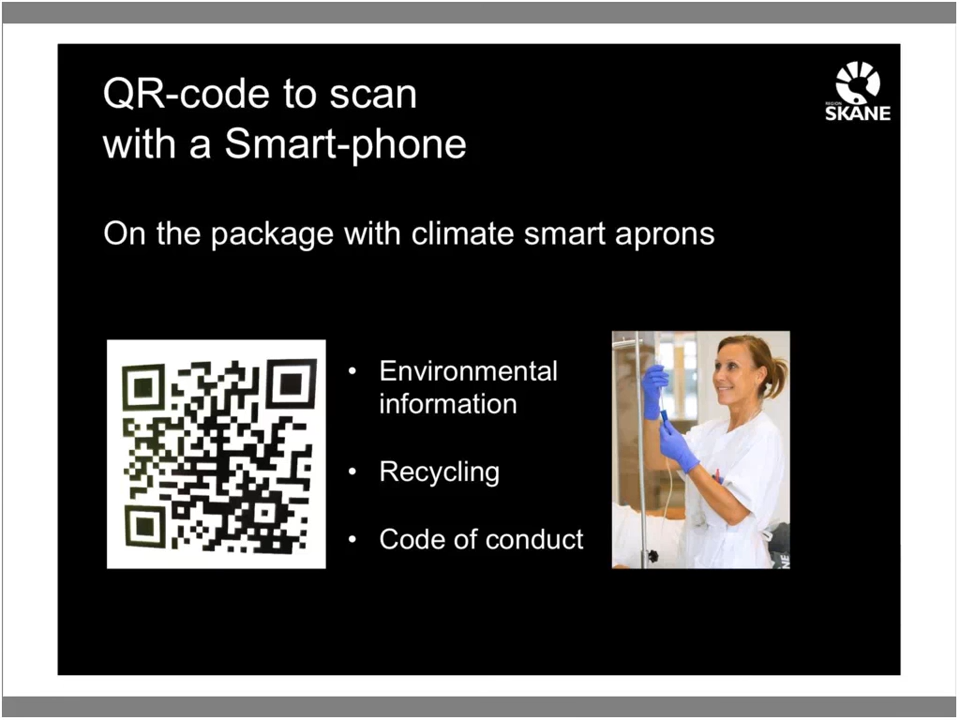 QR-code to scan
with a Smart-phone
REGION
SKÅNE
On the package with climate smart aprons
• Environmental
information
• Recycling
• Code of conduct